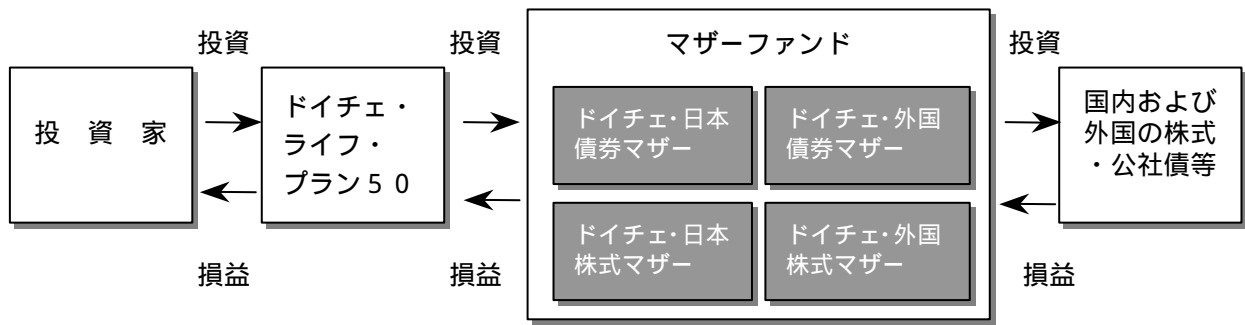 投資
投資
マザーファンド
投資
投　資　家
ドイチェ・
ライフ・
プラン５０
ドイチェ・日本
債券マザー
ドイチェ・外国
債券マザー
ドイチェ・日本
株式マザー
ドイチェ・外国
株式マザー
国内および
外国の株式
・公社債等
損益
損益
損益